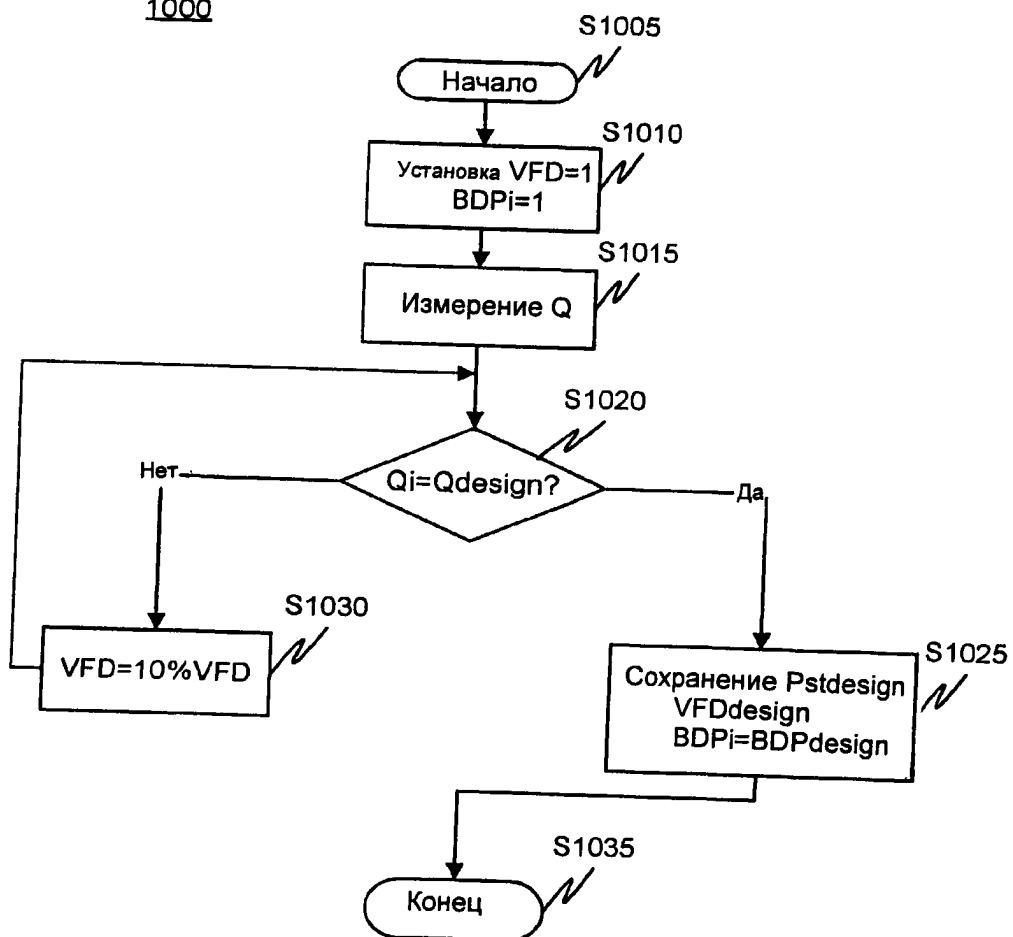 1000
S1005
Начало
S1010
Установка VFD=1
BDPi=1
S1015
Измерение Q
S1020
Qi=Qdesign?
Нет
Да
S1030
VFD=10%VFD
S1025
Сохранение Pstdesign
VFDdesign
BDPi=BDPdesign
S1035
Конец